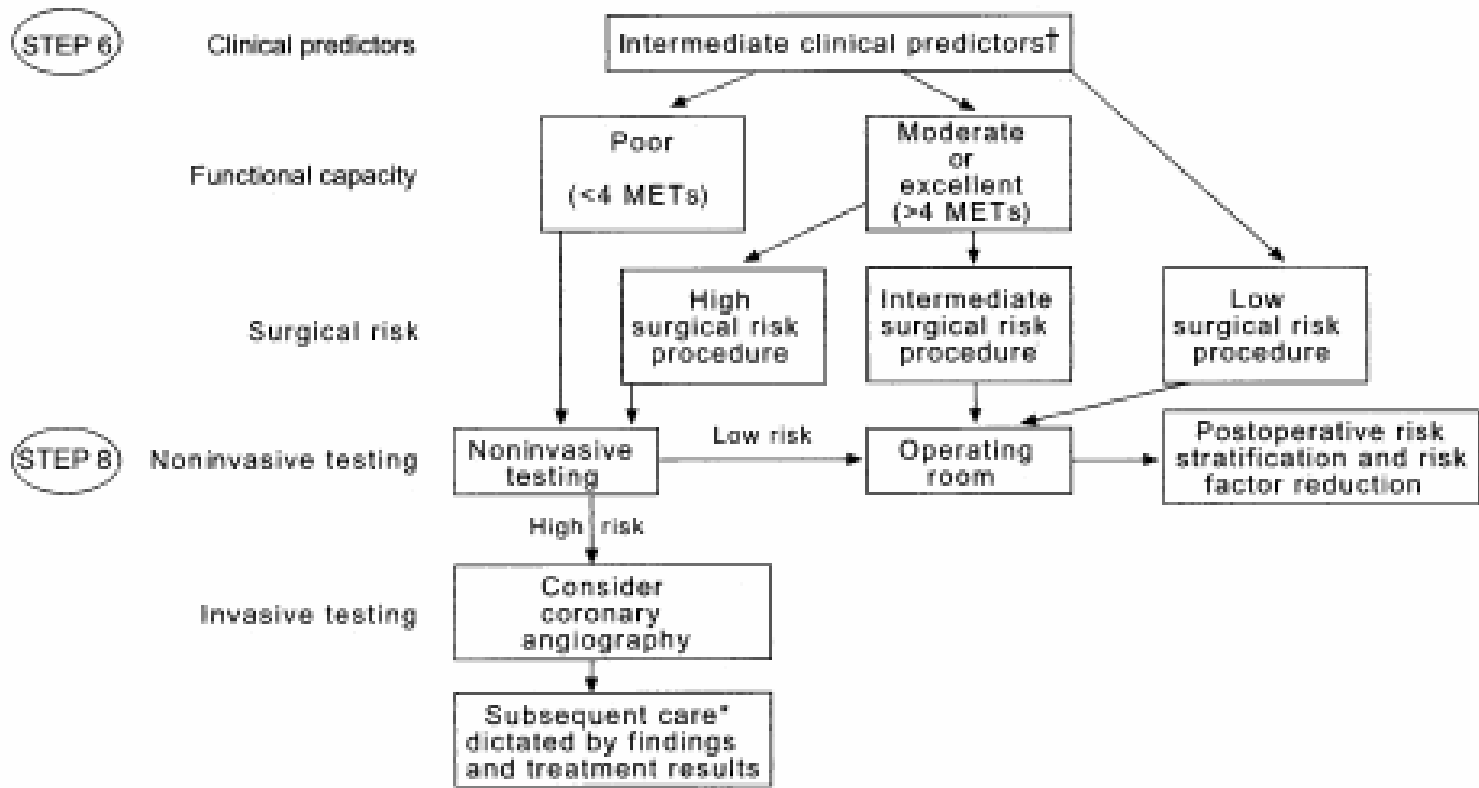 STEP 6
Clinical predictors
Intermediate clinical predictors†
Functional capacity
Poor
(<4 METs)
Moderate
or
excellent
(>4 METs)
Surgical risk
High
surgical risk
procedure
Intermediate
surgical risk
procedure
Low
surgical risk
procedure
STEP 8
Noninvasive testing
Noninvasive
testing
Low risk
Operating
room
Postoperative risk
stratification and risk
factor reduction
High risk
Invasive testing
Consider
coronary
angiography
Subsequent care*
dictated by findings
and treatment results